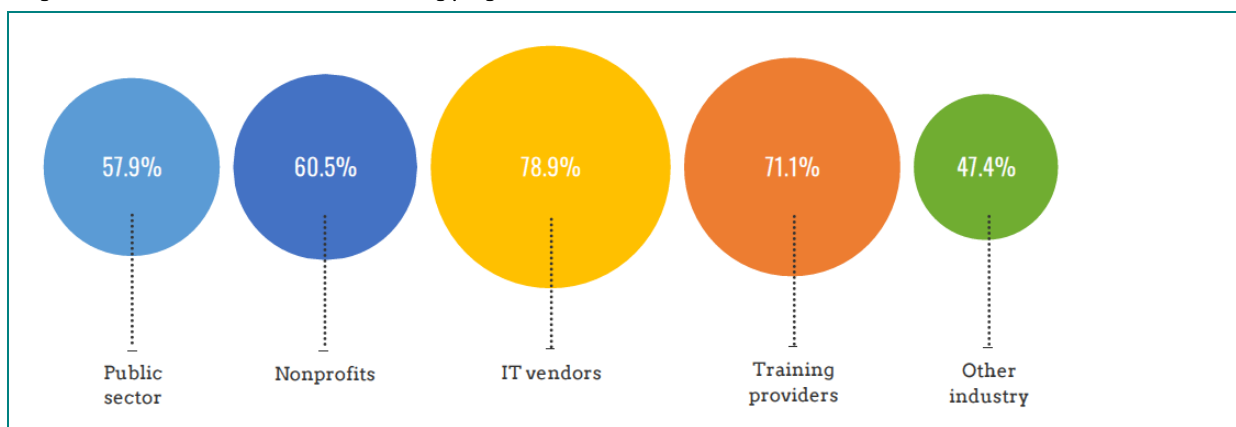 57.9%
60.5%
78.9%
71.1%
47.4%
Public
sector
Nonprofits
IT vendors
Training
providers
Other
industry